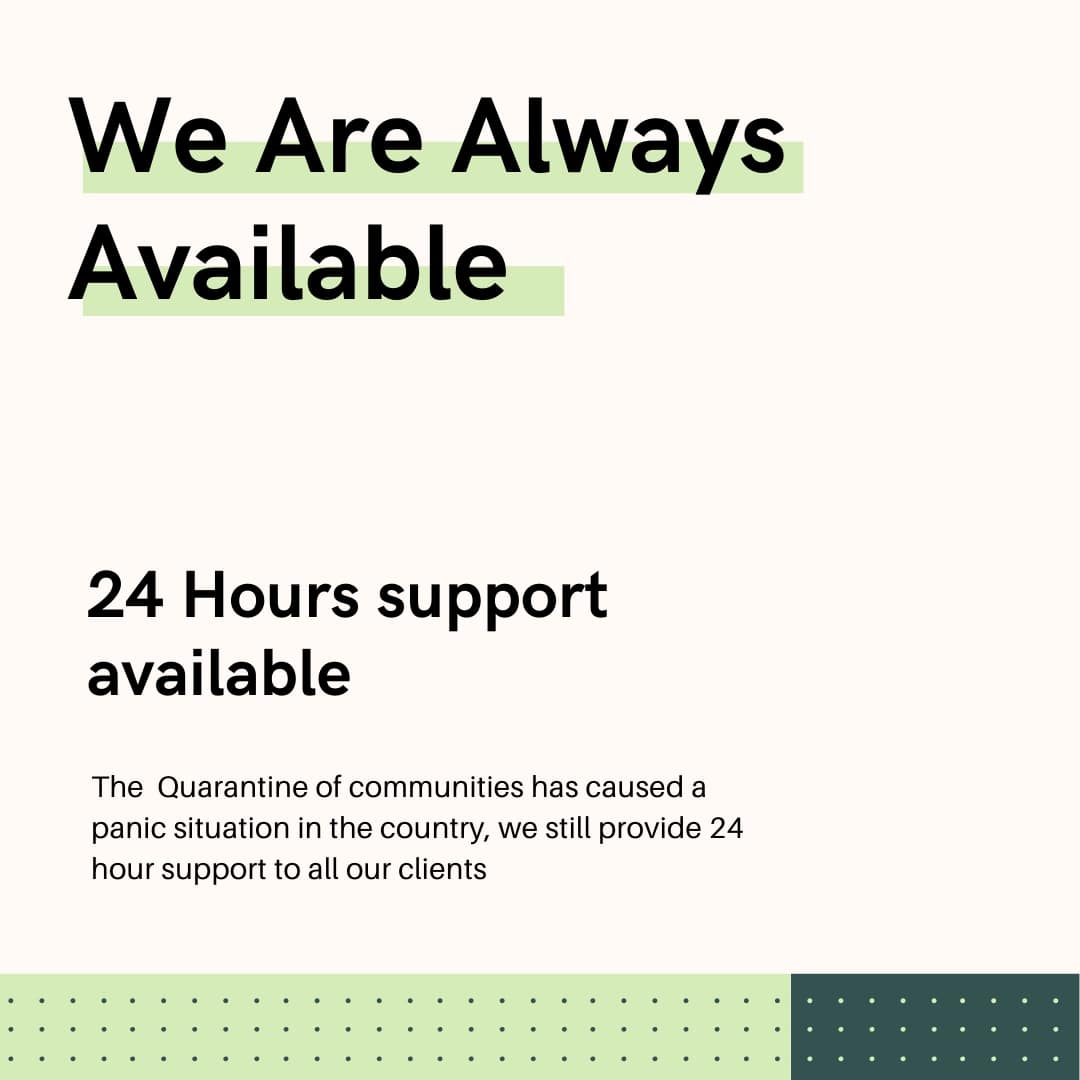 We Are Always
Available
24 Hours support
available
The  Quarantine of communities has caused a
panic situation in the country, we still provide 24
hour support to all our clients